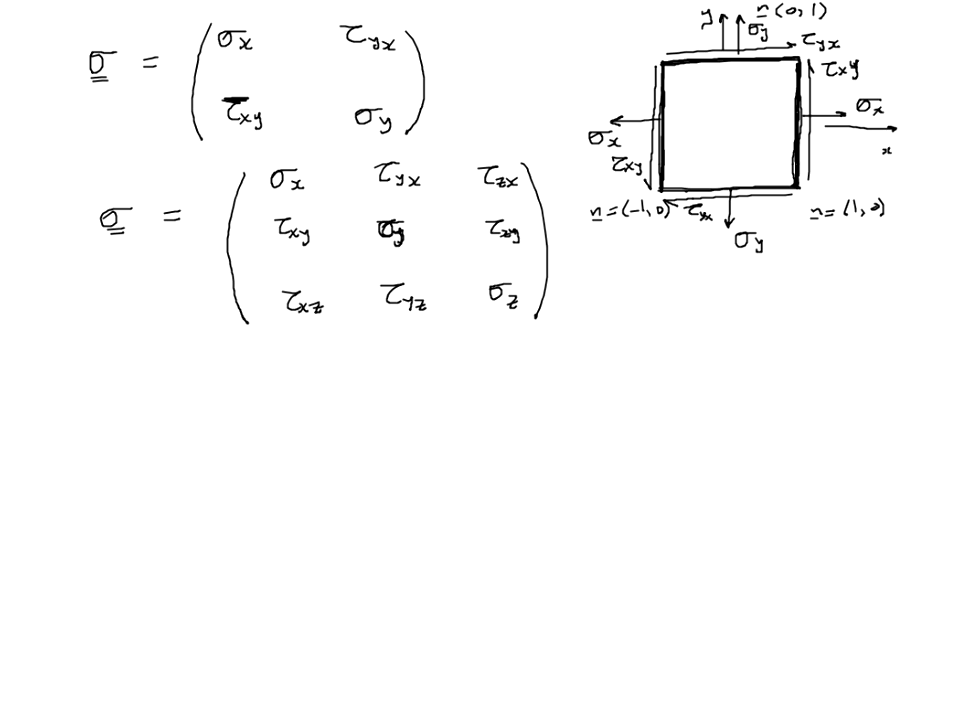 σ = ( σx τyx
τxy σy )
σ = ( σx τyx τzx
τxy σy τzy
τxz τyz σz )
y n(0,1)
σy
τyx
τxy
σx σx
x
τxy
n=(-1,0) τyx n=(1,0)
σy